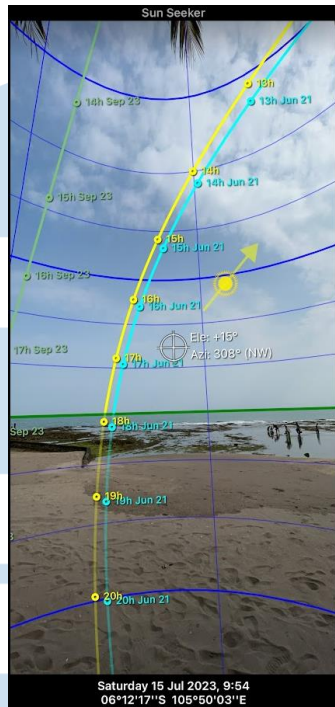 Sun Seeker
13h
13h Jun 21
14h Sep 23
14h
14h Jun 21
15h Sep 23
15h
15h Jun 21
16h Sep 23
16h
16h Jun 21
Ele: +15°
Azi: 308° (NW)
17h Sep 23
17h
17h Jun 21
18h
18h Jun 21
Sep 23
19h
19h Jun 21
3
20h
20h Jun 21
Saturday 15 Jul 2023, 9:54
06°12'17''S 105°50'03''E